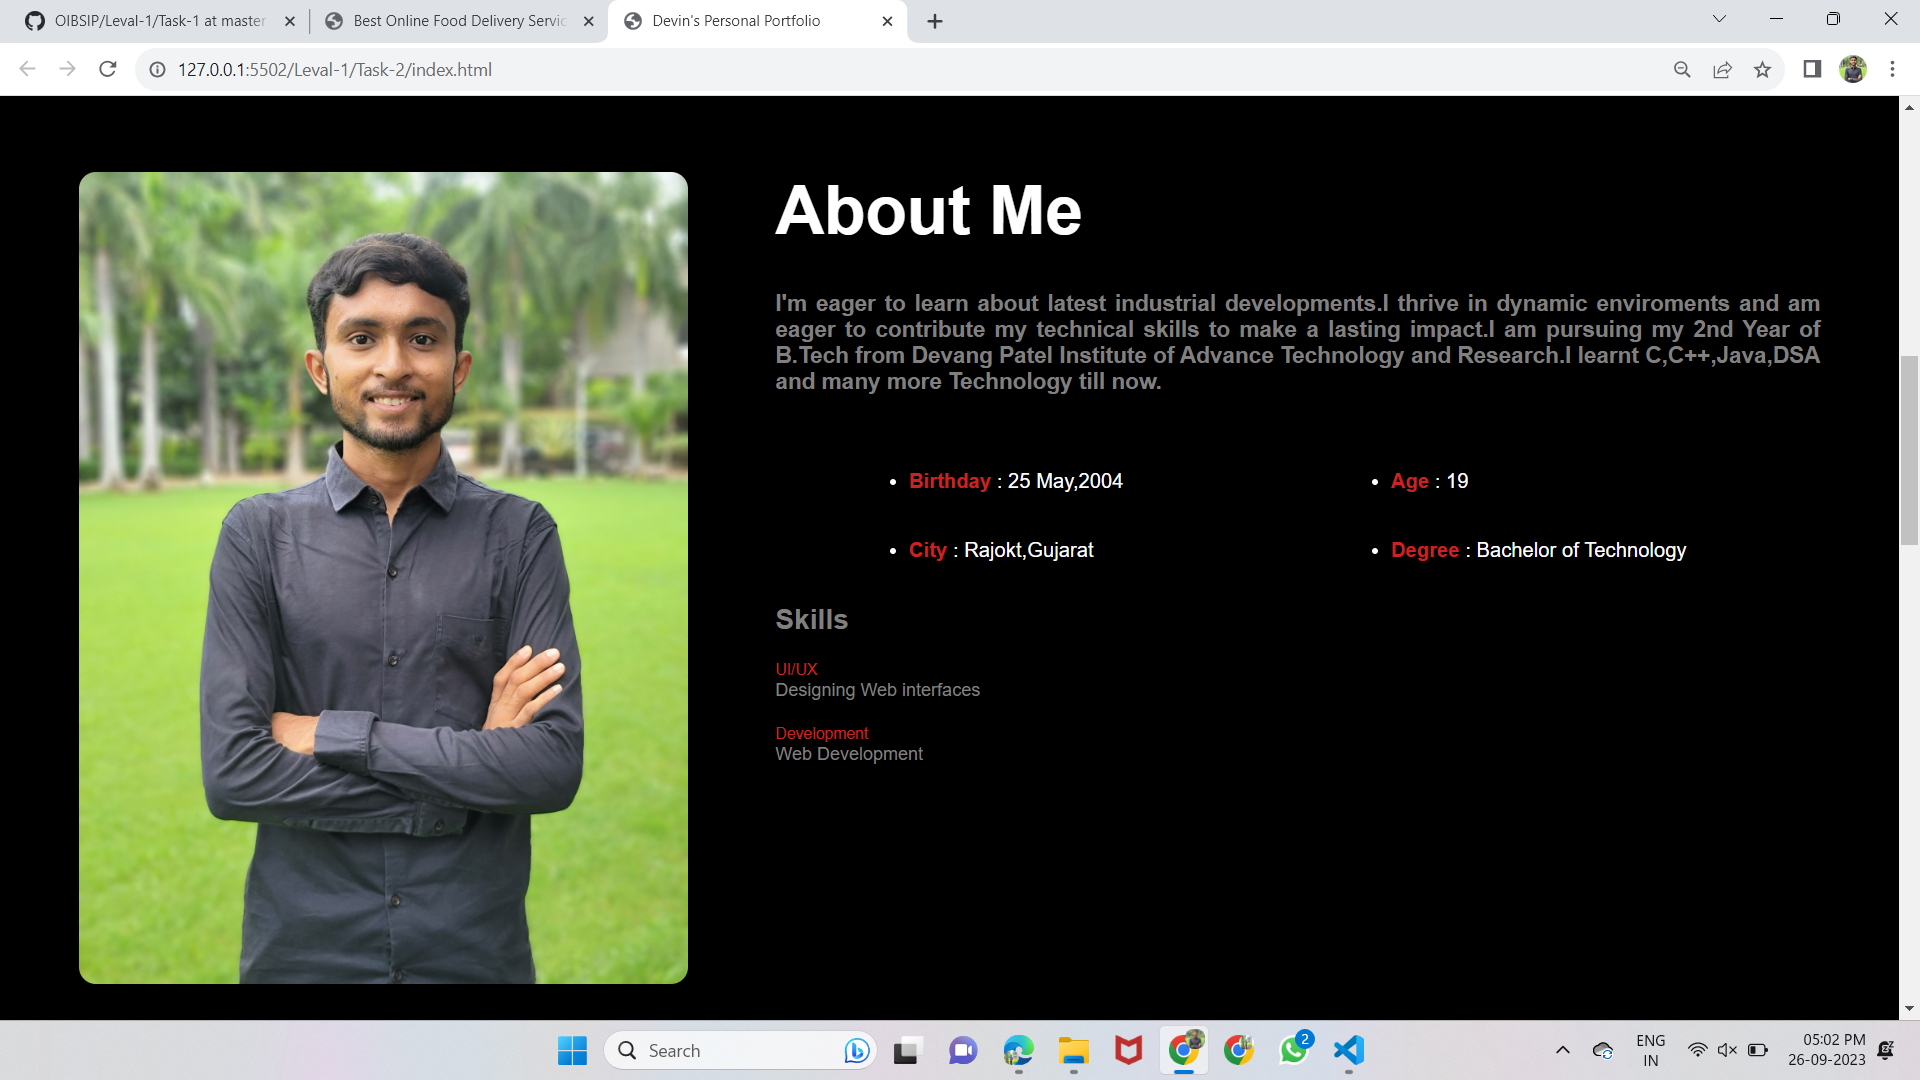 OIBSIP/Leval-1/Task-1 at master
Best Online Food Delivery Servic
Devin's Personal Portfolio
127.0.0.1:5502/Leval-1/Task-2/index.html
About Me
I'm eager to learn about latest industrial developments.I thrive in dynamic enviroments and am
eager to contribute my technical skills to make a lasting impact.I am pursuing my 2nd Year of
B.Tech from Devang Patel Institute of Advance Technology and Research.I learnt C,C++,Java,DSA
and many more Technology till now.
Birthday : 25 May,2004
Age : 19
City : Rajokt,Gujarat
Degree : Bachelor of Technology
Skills
UI/UX
Designing Web interfaces
Development
Web Development
Search
2
ENG
IN
05:02 PM
26-09-2023